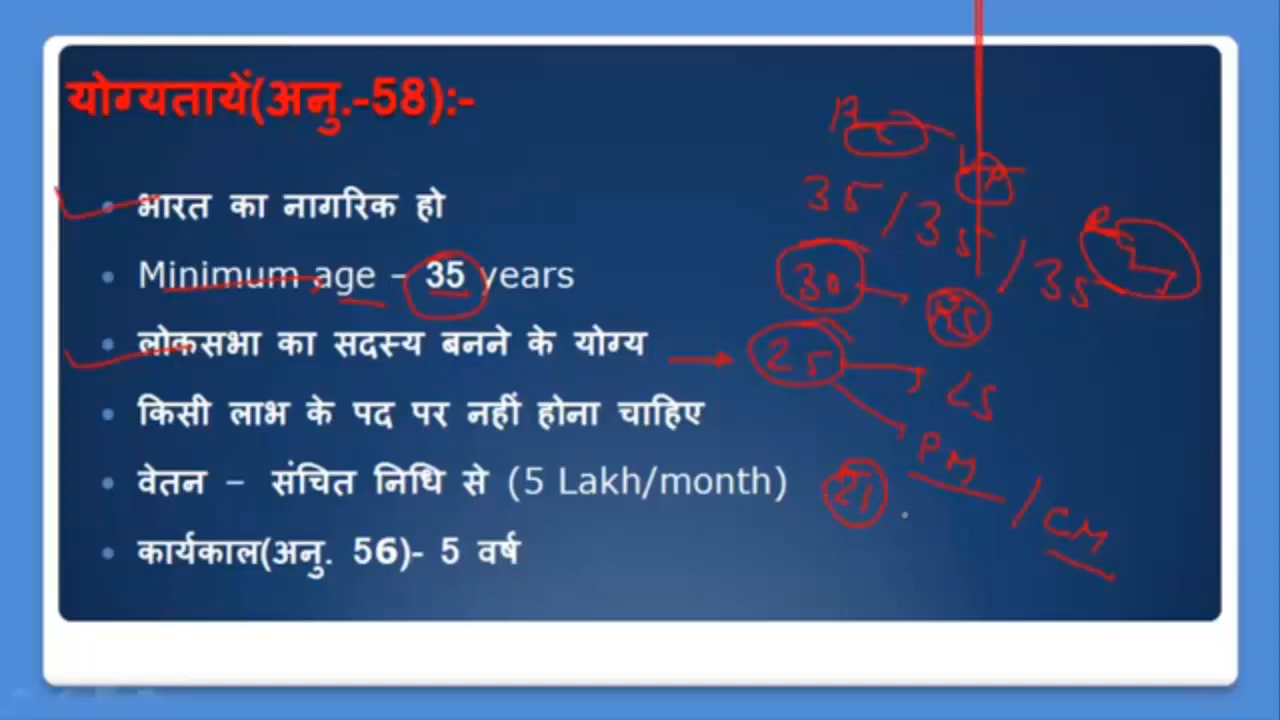 योग्यतायें(अनु.-58):-
भारत का नागरिक हो
Minimum age – 35 years
लोकसभा का सदस्य बनने के योग्य
किसी लाभ के पद पर नहीं होना चाहिए
वेतन – संचित निधि से (5 Lakh/month)
कार्यकाल(अनु. 56)- 5 वर्ष
35/35/35
30
25
LS
PM/CM
21